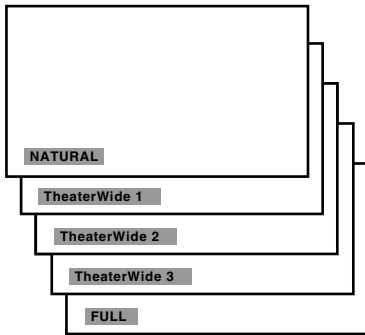 NATURAL
TheaterWide 1
TheaterWide 2
TheaterWide 3
FULL